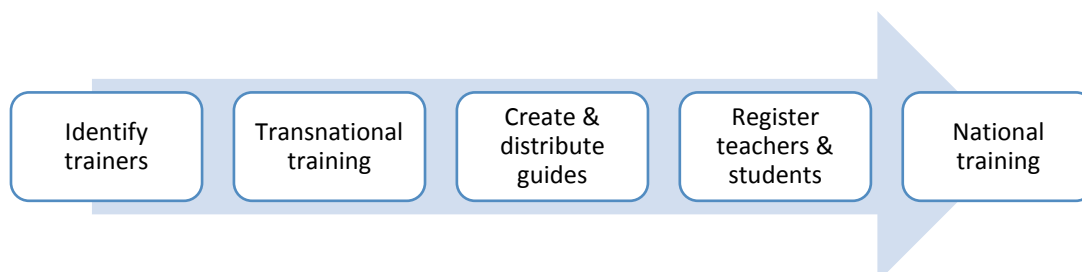 Identify
trainers
Transnational
training
Create &
distribute
guides
Register
teachers &
students
National
training